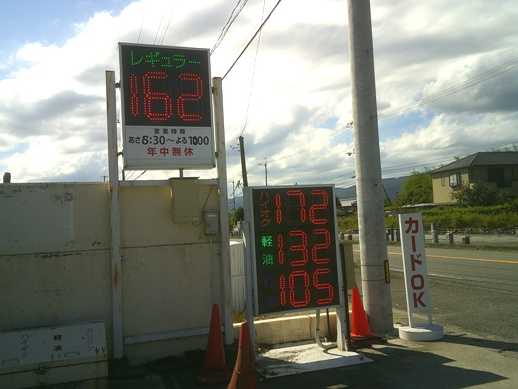 レギュラー
162
営業時間
あさ6:30～よる10:00
年中無休
ハイオク
172
軽油
132
105
カードOK
軽油